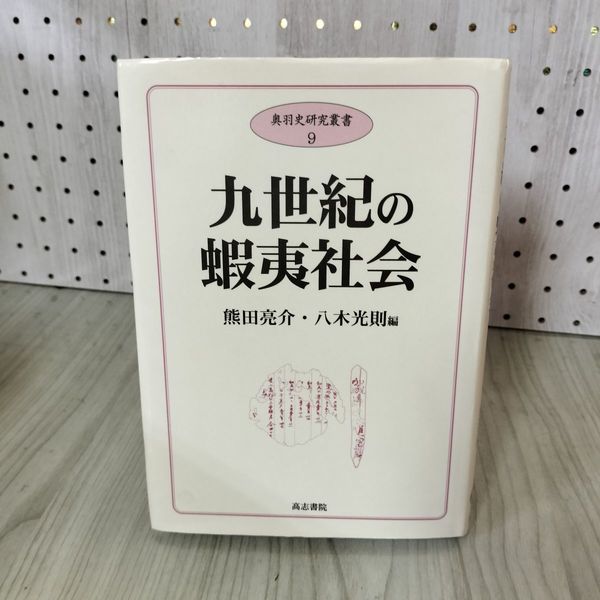 奥羽史研究叢書
9
九世紀の
蝦夷社会
熊田亮介・八木光則編
高志書院